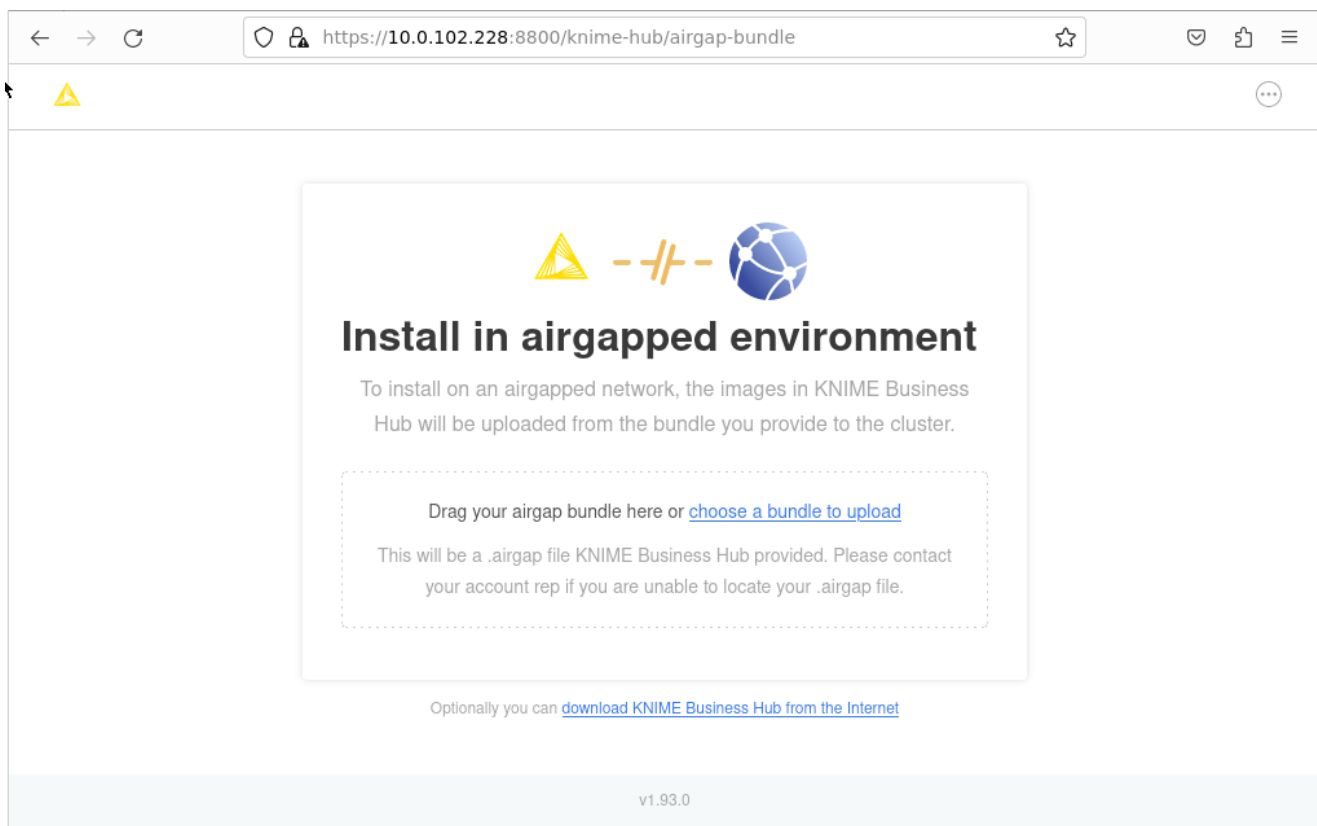 https://10.0.102.228:8800/knime-hub/airgap-bundle
Install in airgapped environment
To install on an airgapped network, the images in KNIME Business
Hub will be uploaded from the bundle you provide to the cluster.
Drag your airgap bundle here or choose a bundle to upload
This will be a .airgap file KNIME Business Hub provided. Please contact
your account rep if you are unable to locate your .airgap file.
Optionally you can download KNIME Business Hub from the Internet
v1.93.0